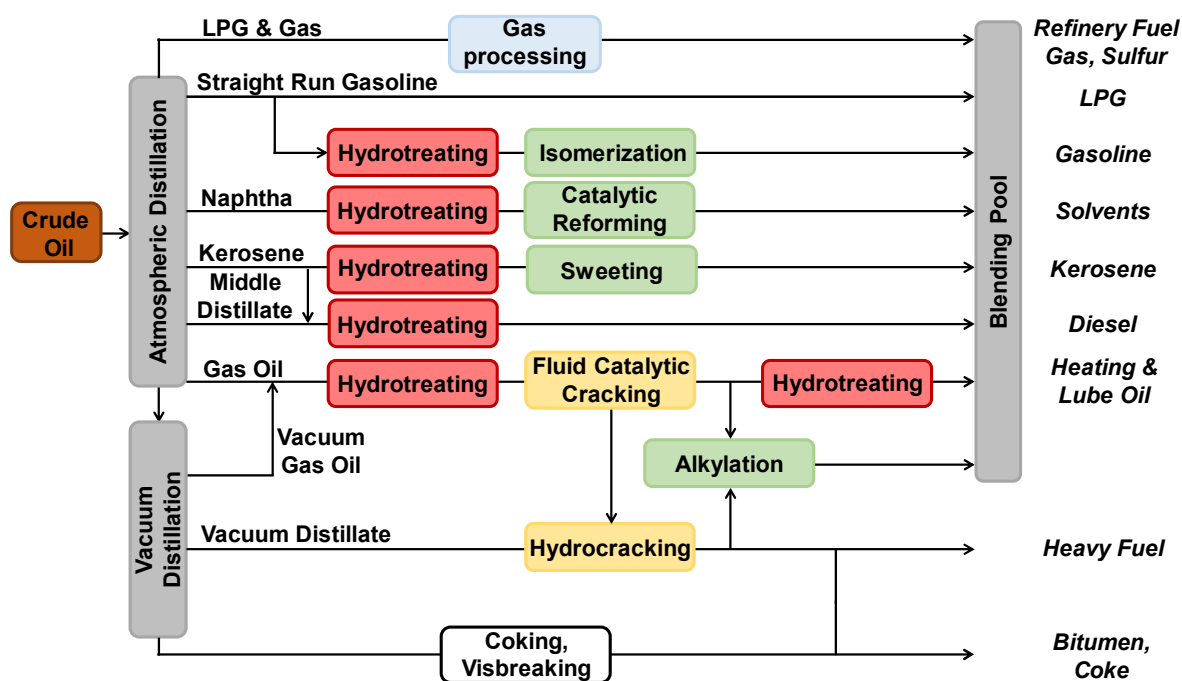 LPG & Gas
Gas
processing
Refinery Fuel
Gas, Sulfur
Straight Run Gasoline
LPG
Hydrotreating
Isomerization
Gasoline
Naphtha
Hydrotreating
Catalytic
Reforming
Solvents
Crude
Oil
Atmospheric Distillation
Blending Pool
Kerosene
Hydrotreating
Sweeting
Kerosene
Middle
Distillate
Hydrotreating
Diesel
Gas Oil
Hydrotreating
Fluid Catalytic
Cracking
Hydrotreating
Heating &
Lube Oil
Vacuum
Gas Oil
Alkylation
Vacuum
Distillation
Vacuum Distillate
Hydrocracking
Heavy Fuel
Coking,
Visbreaking
Bitumen,
Coke